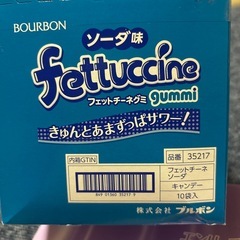 BOURBON
ソーダ味
fettuccine
フェットチーネグミ gummi
きゅんとあまずっぱサワー!
内箱GTIN
品番 35217
フェットチーネ
ソーダ
キャンデー
10袋入
株式会社 ブルボン